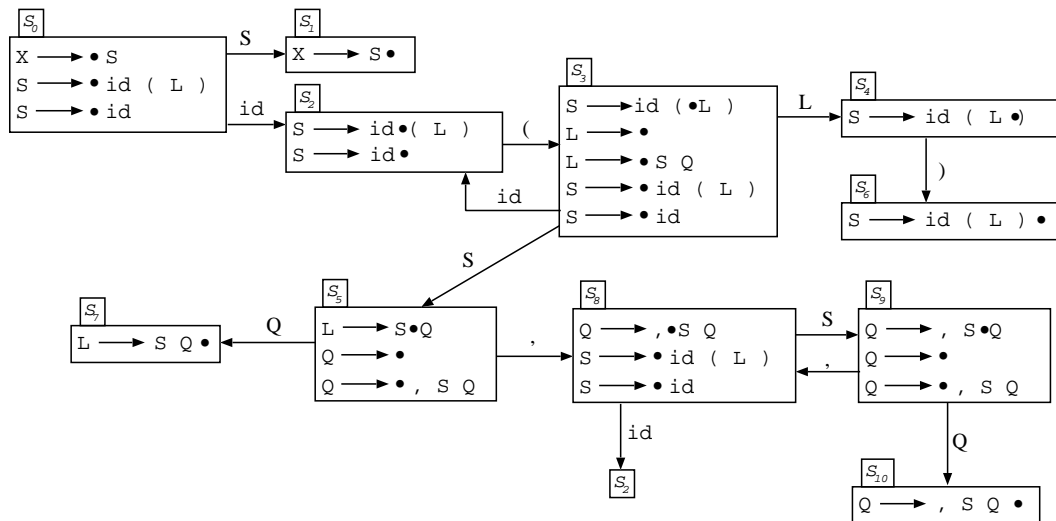 S0
X ⟶ • S
S ⟶ • id ( L )
S ⟶ • id
S
id
S1
X ⟶ S •
S2
S ⟶ id•( L )
S ⟶ id•
(
id
S3
S ⟶id (•L )
L ⟶ •
L ⟶• S Q
S ⟶• id ( L )
S ⟶• id
L
S4
S ⟶ id ( L•)
)
S6
S ⟶ id ( L ) •
S
S7
L ⟶ S Q •
Q
S5
L ⟶ S•Q
Q ⟶ •
Q ⟶• , S Q
,
S8
Q ⟶ ,•S Q
S ⟶• id ( L )
S ⟶• id
S
,
S9
Q ⟶ , S•Q
Q ⟶ •
Q ⟶• , S Q
id
S2
Q
S10
Q ⟶ , S Q •